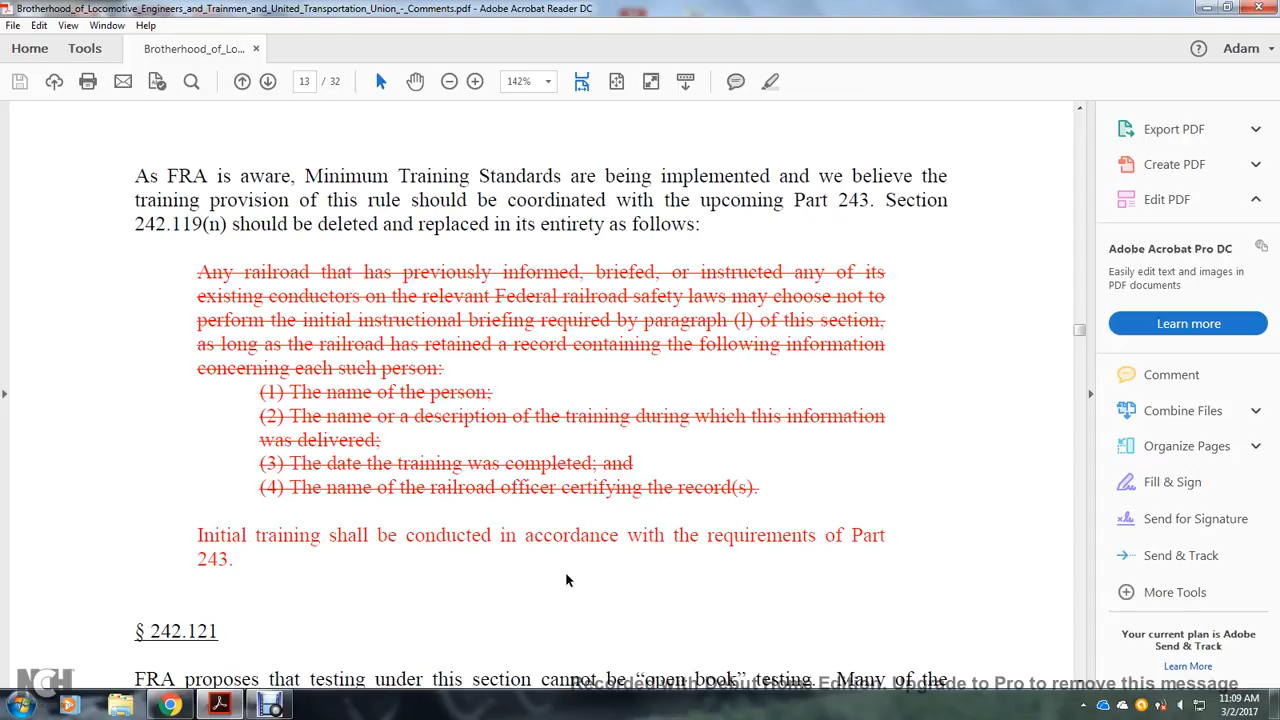 Brotherhood_of_Locomotive_Engineers_and_Trainmen_and_United_Transportation_Union_-_Comments.pdf - Adobe Acrobat Reader DC
File Edit View Window Help
Home Tools Brotherhood_of_Lo... × Adam
13 / 32 142%
As FRA is aware, Minimum Training Standards are being implemented and we believe the
training provision of this rule should be coordinated with the upcoming Part 243. Section
242.119(n) should be deleted and replaced in its entirety as follows:
Any railroad that has previously informed, briefed, or instructed any of its
existing conductors on the relevant Federal railroad safety laws may choose not to
perform the initial instructional briefing required by paragraph (l) of this section,
as long as the railroad has retained a record containing the following information
concerning each such person:
(1) The name of the person;
(2) The name or a description of the training during which this information
was delivered;
(3) The date the training was completed; and
(4) The name of the railroad officer certifying the record(s).
Initial training shall be conducted in accordance with the requirements of Part
243.
§ 242.121
FRA proposes that testing under this section cannot be “open book” testing. Many of the
Export PDF
Create PDF
Edit PDF
Adobe Acrobat Pro DC
Easily edit text and images in
PDF documents
Learn more
Comment
Combine Files
Organize Pages
Fill & Sign
Send for Signature
Send & Track
More Tools
Your current plan is Adobe
Send & Track
Learn More
NCH
Recorded with Debut Home Edition. Upgrade to Pro to remove this message
11:09 AM
3/2/2017